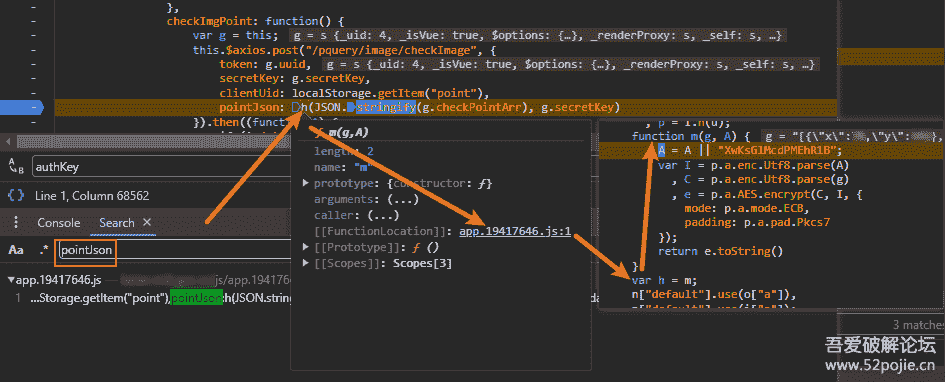 },
checkImgPoint: function() {
var g = this; g = s {_uid: 4, _isVue: true, $options: {…}, _renderProxy: s, _self: s, …}
this.$axios.post("/pquery/image/checkImage", {
token: g.uuid, g = s {_uid: 4, _isVue: true, $options: {…}, _renderProxy: s, _self: s, …}
secretKey: g.secretKey,
clientUid: localStorage.getItem("point"),
pointJson: h(JSON.stringify(g.checkPointArr), g.secretKey)
}).then((function(
authKey
{} Line 1, Column 68562
Console Search ×
Aa .* pointJson
▾app.19417646.js js/app.19417646
1 ...Storage.getItem("point"),pointJson:h(JSON.string
ƒ m(g,A)
length: 2
name: "m"
▸ prototype: {constructor: ƒ}
arguments: (...)
caller: (...)
[[FunctionLocation]]: app.19417646.js:1
▸ [[Prototype]]: ƒ ()
▸ [[Scopes]]: Scopes[3]
, p = I.n(u);
function m(g, A) { g = "[{\"x\": ,\"y\": },
A = A || "XwKsGlMcdPMEhR1B";
var I = p.a.enc.Utf8.parse(A)
, C = p.a.enc.Utf8.parse(g)
, e = p.a.AES.encrypt(C, I, {
mode: p.a.mode.ECB,
padding: p.a.pad.Pkcs7
});
return e.toString()
}
var h = m;
n["default"].use(o["a"]),
3 matches
吾爱破解论坛
www.52pojie.cn